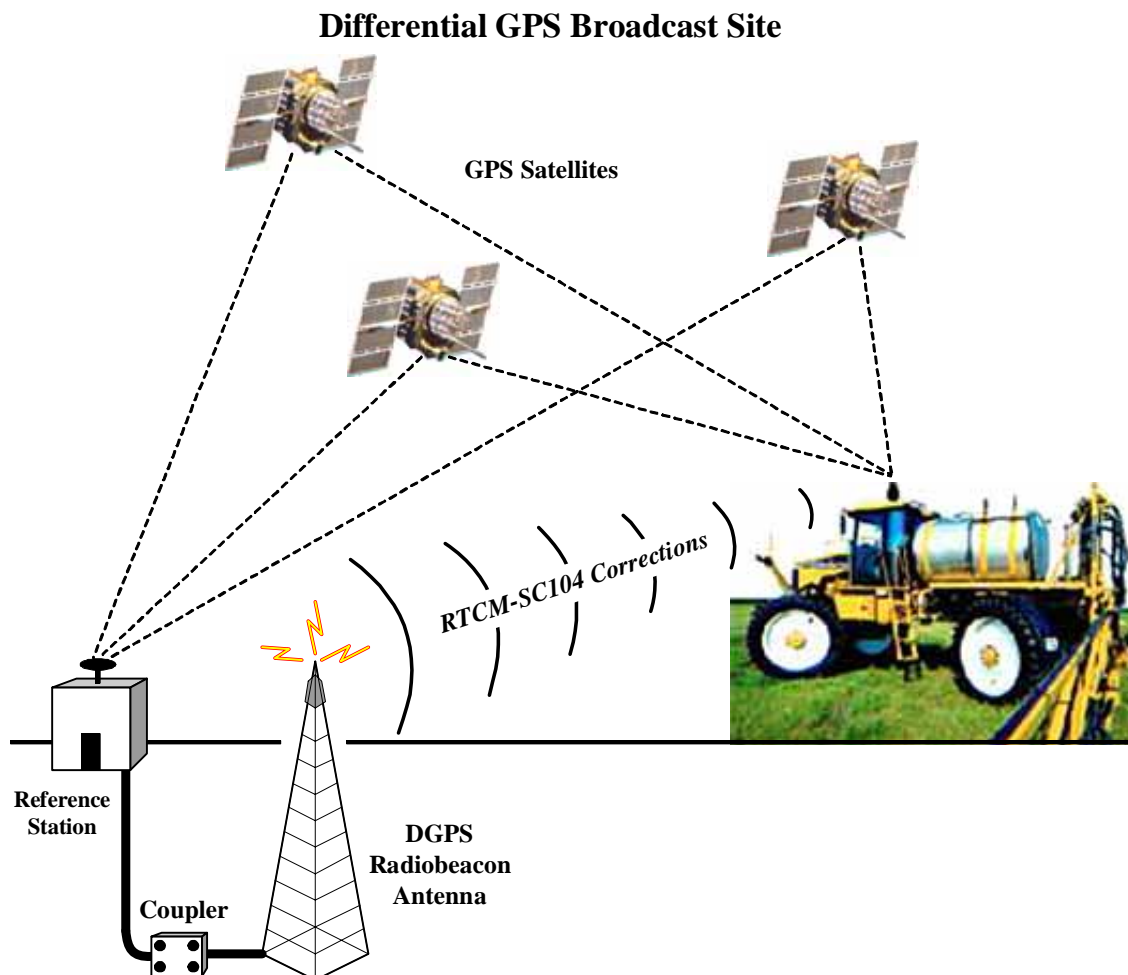 Differential GPS Broadcast Site
GPS Satellites
RTCM-SC104 Corrections
Reference
Station
DGPS
Radiobeacon
Antenna
Coupler